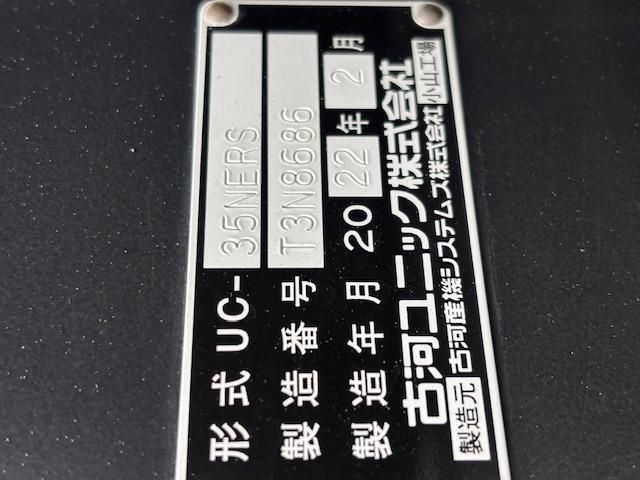 形式 UC-35NERS
製造番号 T3N8686
製造年月 2022年2月
古河ユニック株式会社
製造元 古河産機システムズ株式会社 小山工場